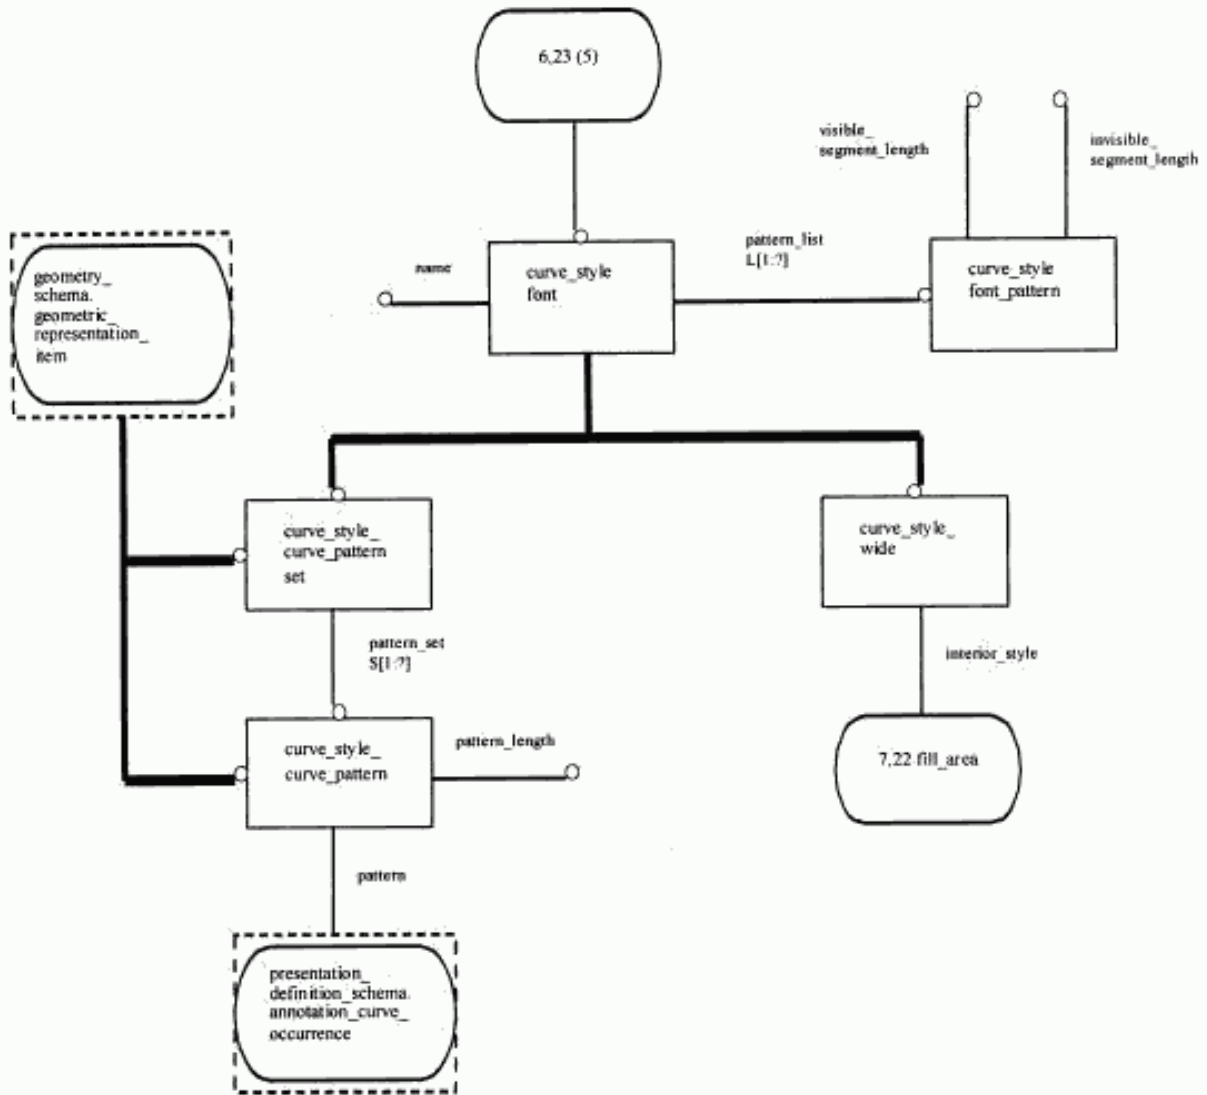 6,23 (5)
visible_
segment_length
invisible_
segment_length
geometry_
schema.
geometric_
representation_
item
name
curve_style
font
pattern_list
L[1:?]
curve_style
font_pattern
curve_style_
curve_pattern
set
curve_style_
wide
pattern_set
S[1:?]
interior_style
curve_style_
curve_pattern
pattern_length
7,22 fill_area
pattern
presentation_
definition_schema.
annotation_curve_
occurrence